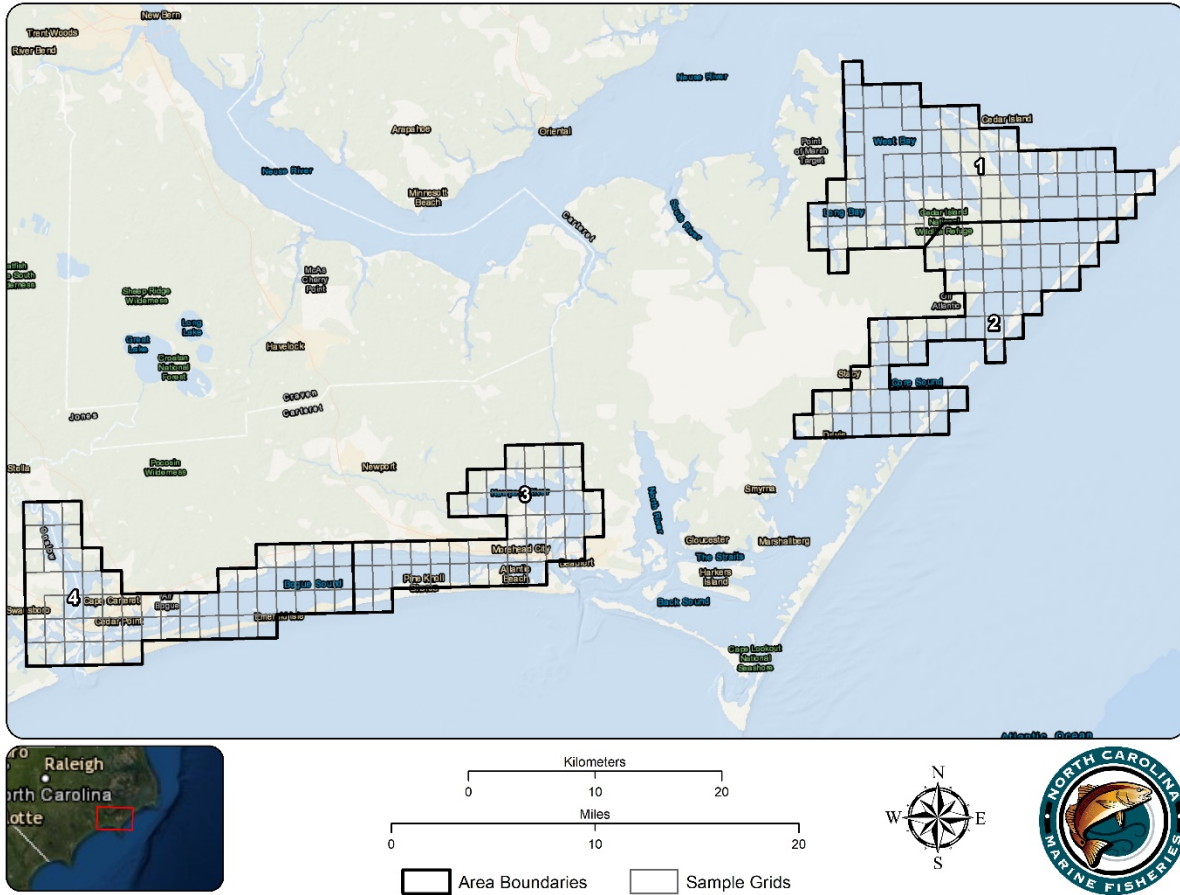 New Bern
Trent Woods
River Bend
Neuse River
Arapahoe
Oriental
Cedar Island
Point
of Marsh
Target
West Bay
1
Neuse River
Minnesott
Beach
Long Bay
Cedar Island
National
Wildlife Refuge
Carteret
McAs
Cherry
Point
Sheep Ridge
Wilderness
Long
Lake
Great
Lake
Croatan
National
Forest
Havelock
Atlantic
2
Stacy
Core Sound
Craven
Carteret
Jones
Davis
Stella
Pocosin
Wilderness
Newport
3
Smyrna
North River
Onslow
Morehead City
Beaufort
Gloucester
Marshallberg
The Straits
Harkers
Island
Bogue Sound
Pine Knoll
Shores
Atlantic
Beach
Swansboro
4
Cape Carteret
Bogue
Cedar Point
Emerald Isle
Back Sound
Cape Lookout
National
Seashore
Atlantic Ocean
Raleigh
orth Carolina
lotte
Kilometers
0 10 20
Miles
0 10 20
Area Boundaries
Sample Grids
N
W E
S
NORTH CAROLINA
MARINE FISHERIES